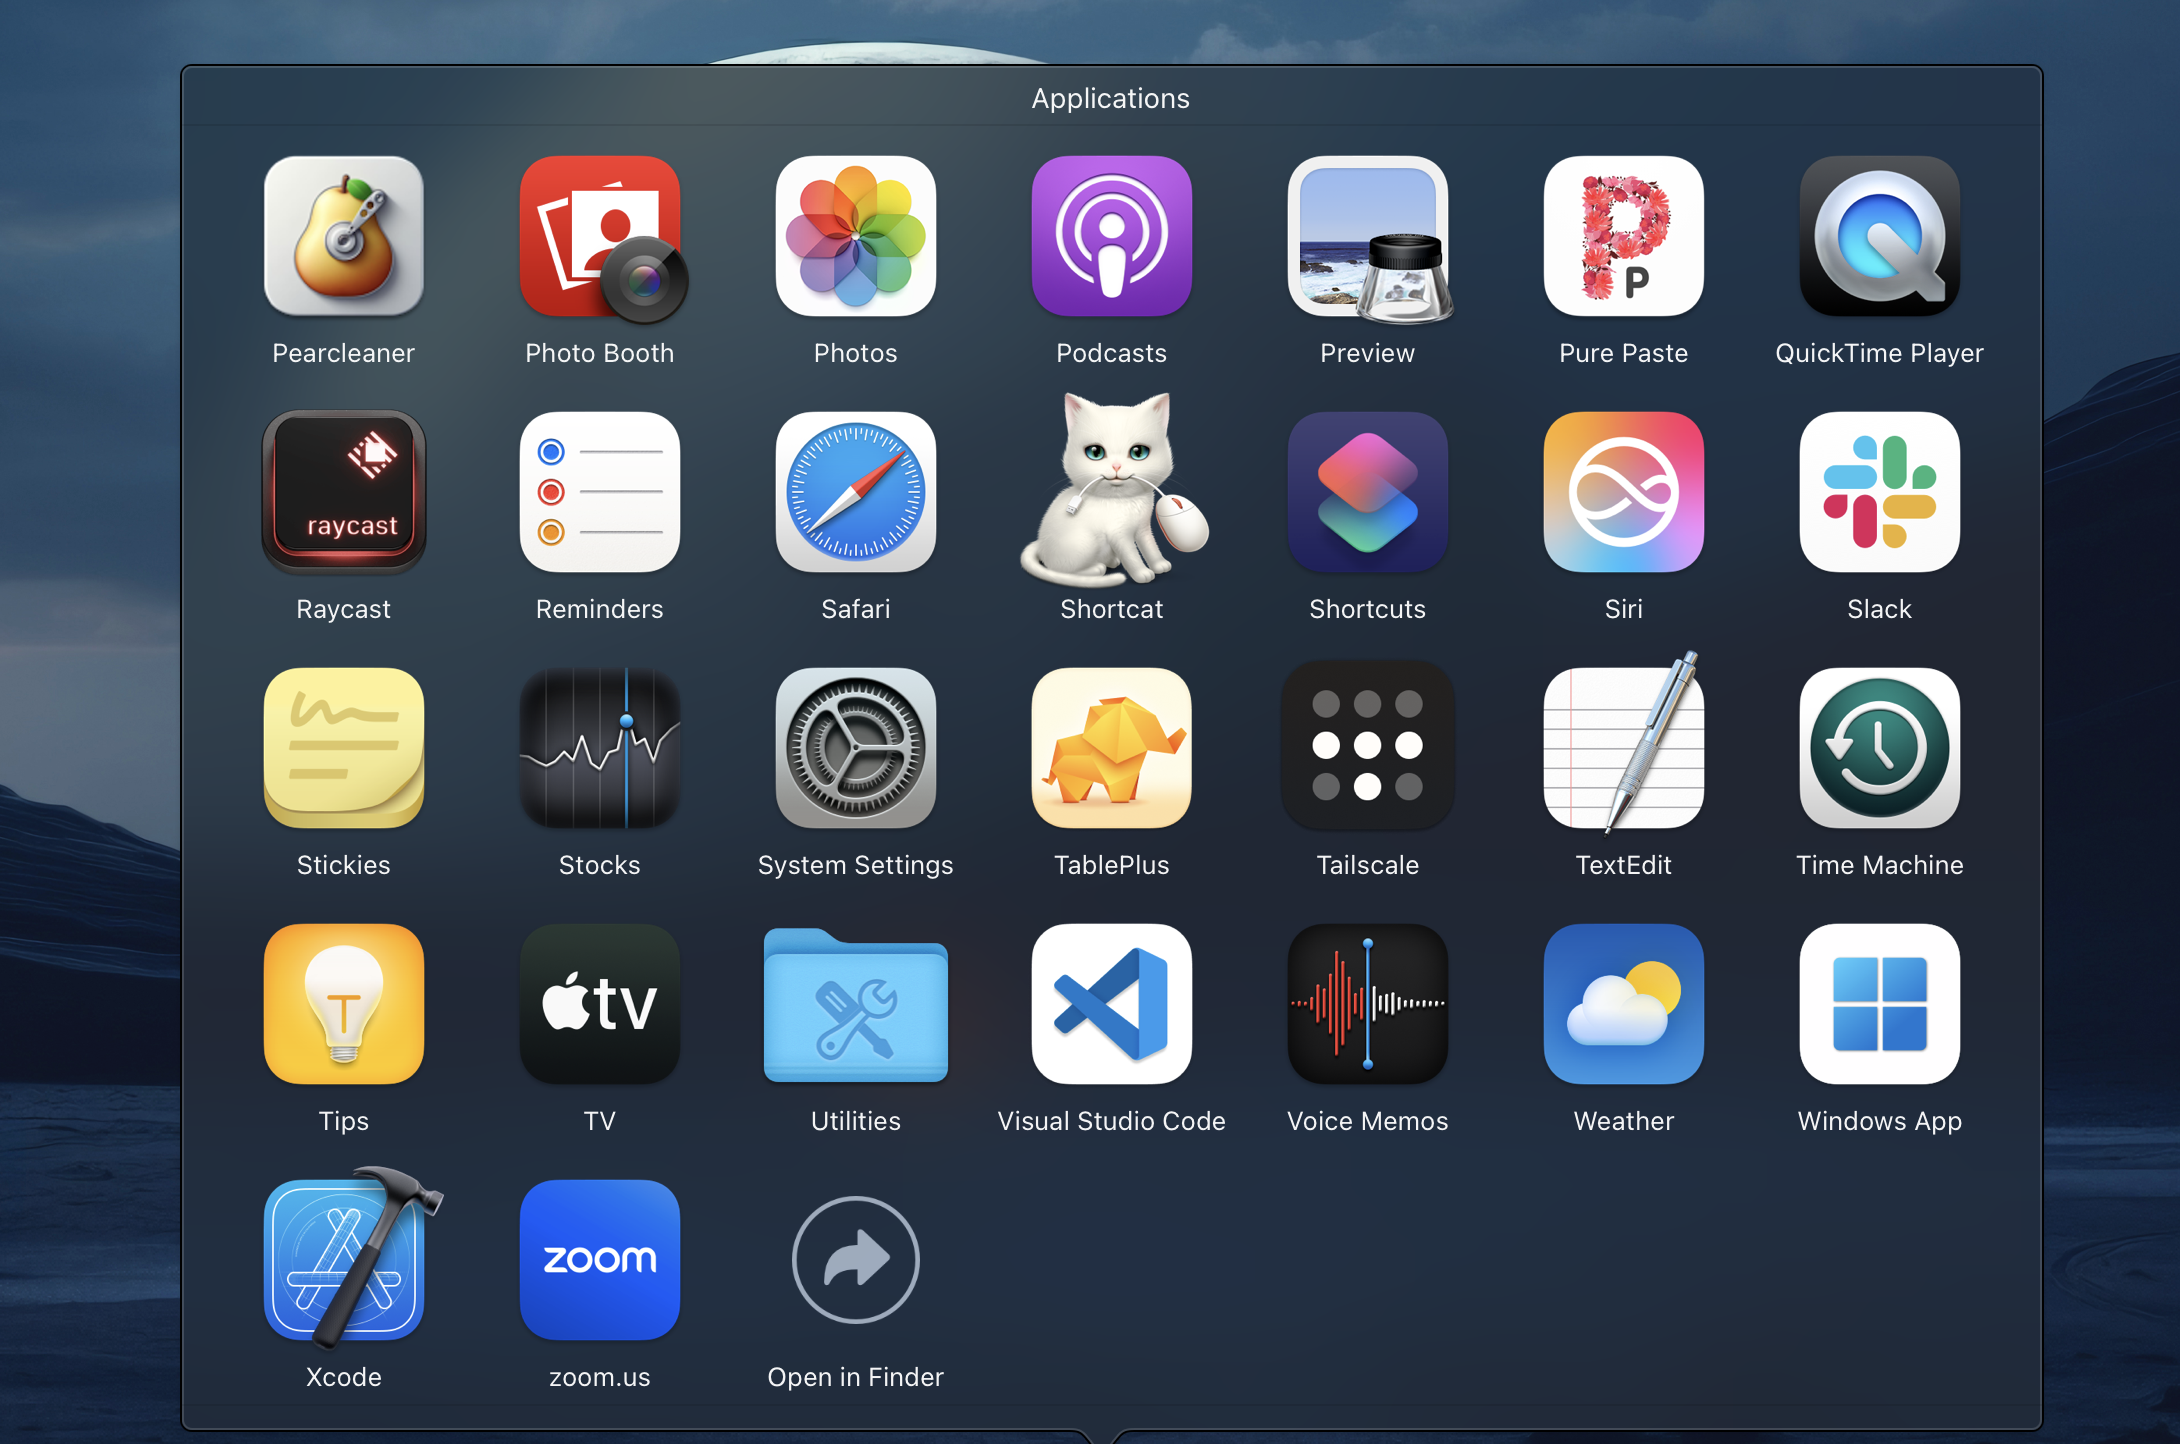 Applications
Pearcleaner
Photo Booth
Photos
Podcasts
Preview
P
Pure Paste
QuickTime Player
raycast
Raycast
Reminders
Safari
Shortcat
Shortcuts
Siri
Slack
Stickies
Stocks
System Settings
TablePlus
Tailscale
TextEdit
Time Machine
T
Tips
tv
TV
Utilities
Visual Studio Code
Voice Memos
Weather
Windows App
Xcode
zoom
zoom.us
Open in Finder